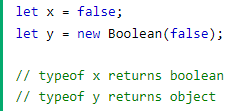 let x = false;
let y = new Boolean(false);
// typeof x returns boolean
// typeof y returns object